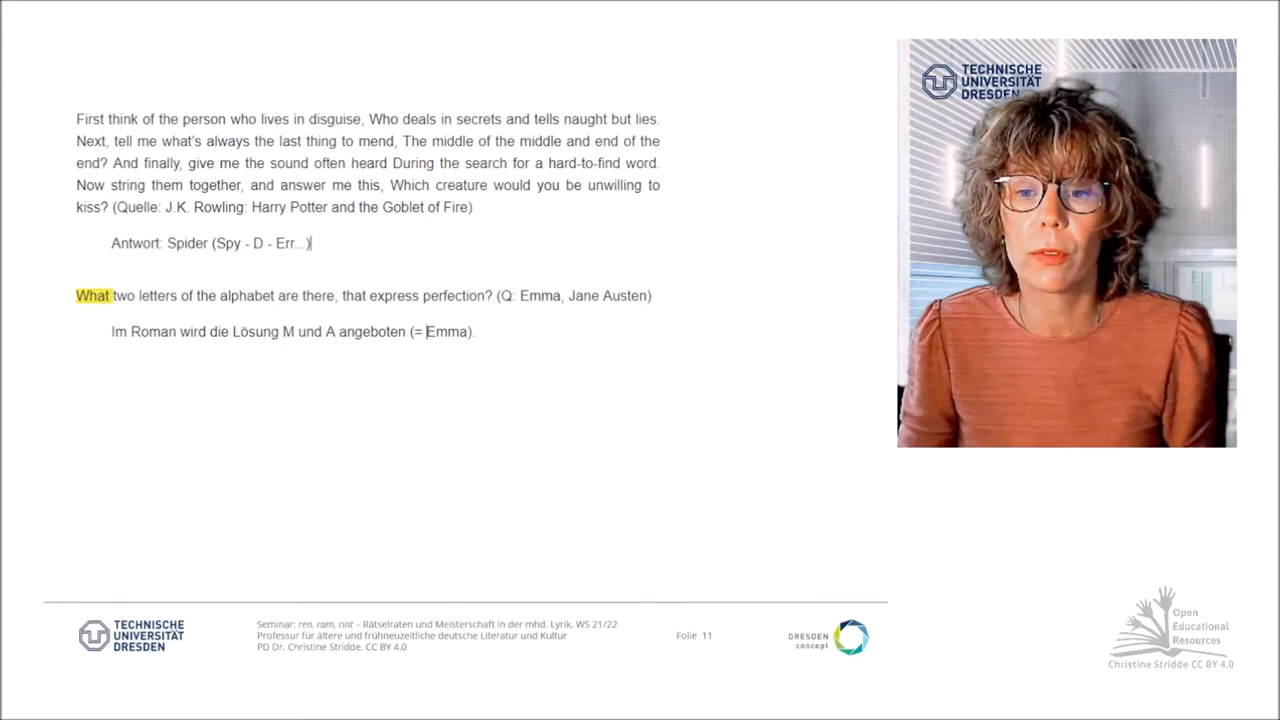 First think of the person who lives in disguise, Who deals in secrets and tells naught but lies.
Next, tell me what's always the last thing to mend, The middle of the middle and end of the
end? And finally, give me the sound often heard During the search for a hard-to-find word.
Now string them together, and answer me this, Which creature would you be unwilling to
kiss? (Quelle: J.K. Rowling: Harry Potter and the Goblet of Fire)
Antwort: Spider (Spy - D - Err...)
What two letters of the alphabet are there, that express perfection? (Q: Emma, Jane Austen)
Im Roman wird die Lösung M und A angeboten (= Emma).
TECHNISCHE
UNIVERSITÄT
DRESDEN
TECHNISCHE
UNIVERSITÄT
DRESDEN
Seminar: ren, ram, rint – Rätselraten und Meisterschaft in der mhd. Lyrik, WS 21/22
Professur für ältere und frühneuzeitliche deutsche Literatur und Kultur
PD Dr. Christine Stridde. CC BY 4.0
Folie 11
DRESDEN
concept
Open
Educational
Resources
Christine Stridde CC BY 4.0